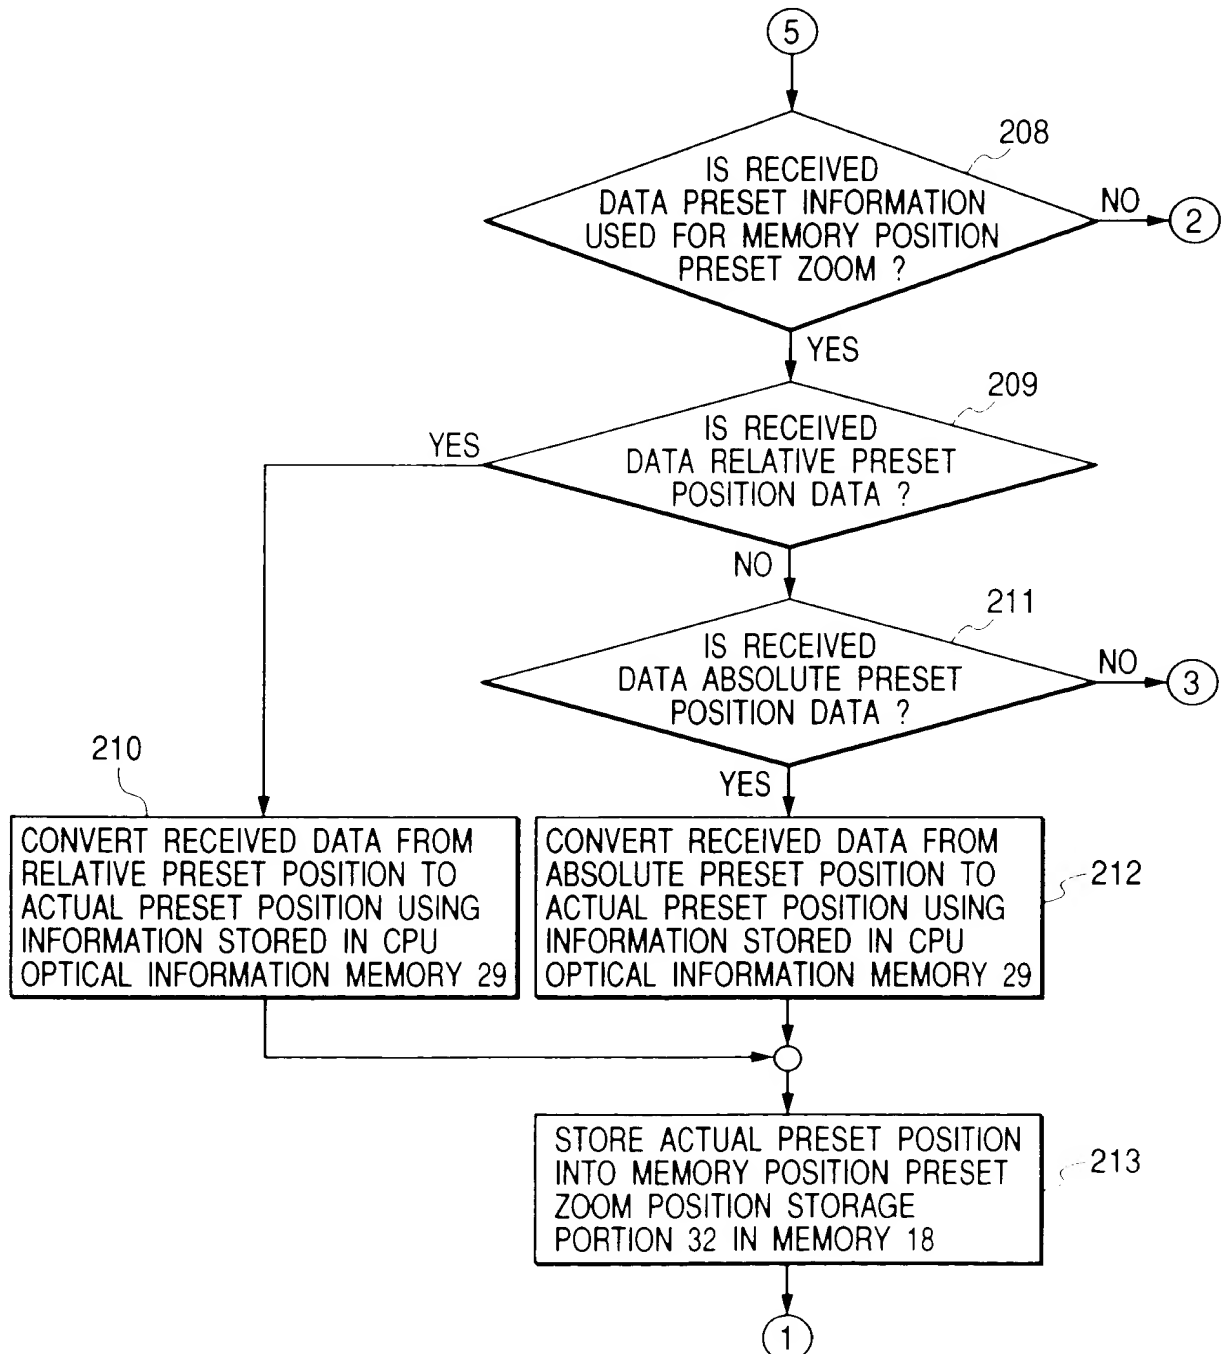 5
208
IS RECEIVED
DATA PRESET INFORMATION
USED FOR MEMORY POSITION
PRESET ZOOM ?
NO
2
YES
209
IS RECEIVED
DATA RELATIVE PRESET
POSITION DATA ?
YES
NO
211
IS RECEIVED
DATA ABSOLUTE PRESET
POSITION DATA ?
NO
3
YES
210
CONVERT RECEIVED DATA FROM
RELATIVE PRESET POSITION TO
ACTUAL PRESET POSITION USING
INFORMATION STORED IN CPU
OPTICAL INFORMATION MEMORY 29
CONVERT RECEIVED DATA FROM
ABSOLUTE PRESET POSITION TO
ACTUAL PRESET POSITION USING
INFORMATION STORED IN CPU
OPTICAL INFORMATION MEMORY 29
212
STORE ACTUAL PRESET POSITION
INTO MEMORY POSITION PRESET
ZOOM POSITION STORAGE
PORTION 32 IN MEMORY 18
213
1